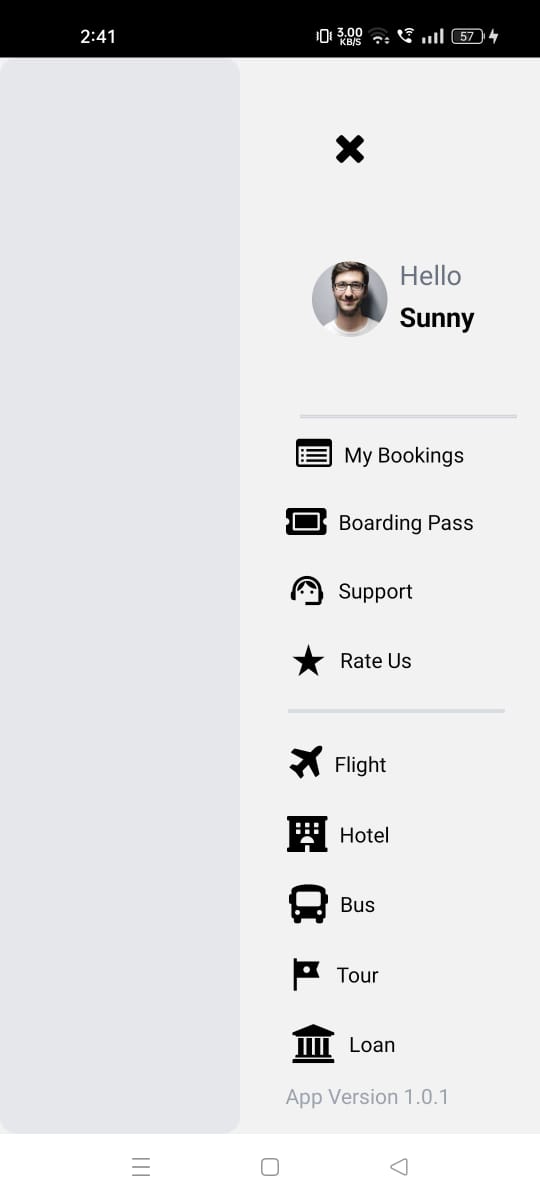 2:41
3.00
KB/S
57
Hello
Sunny
My Bookings
Boarding Pass
Support
Rate Us
Flight
Hotel
Bus
Tour
Loan
App Version 1.0.1